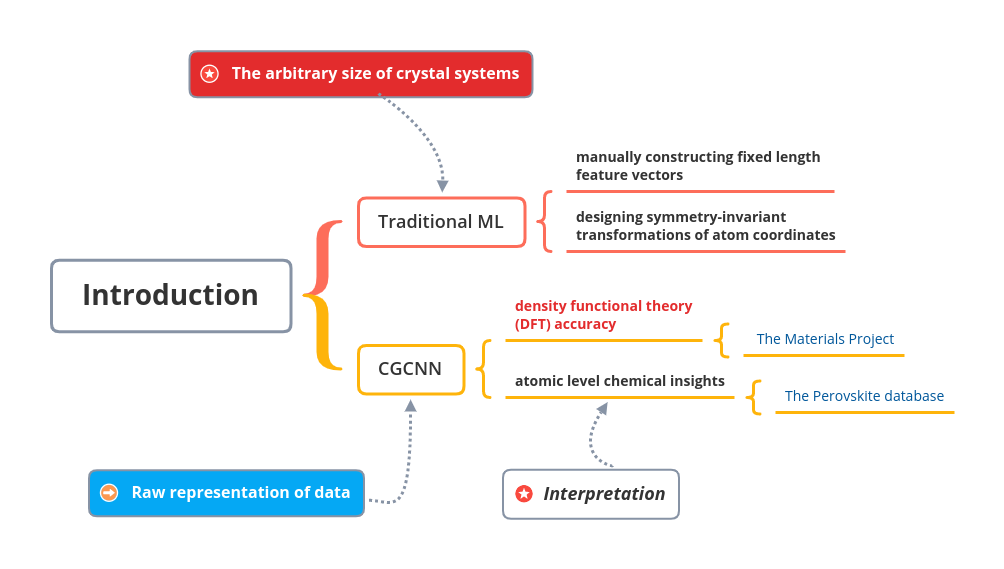 The arbitrary size of crystal systems
manually constructing fixed length
feature vectors
Traditional ML
designing symmetry-invariant
transformations of atom coordinates
Introduction
density functional theory
(DFT) accuracy
The Materials Project
CGCNN
atomic level chemical insights
The Perovskite database
Raw representation of data
Interpretation